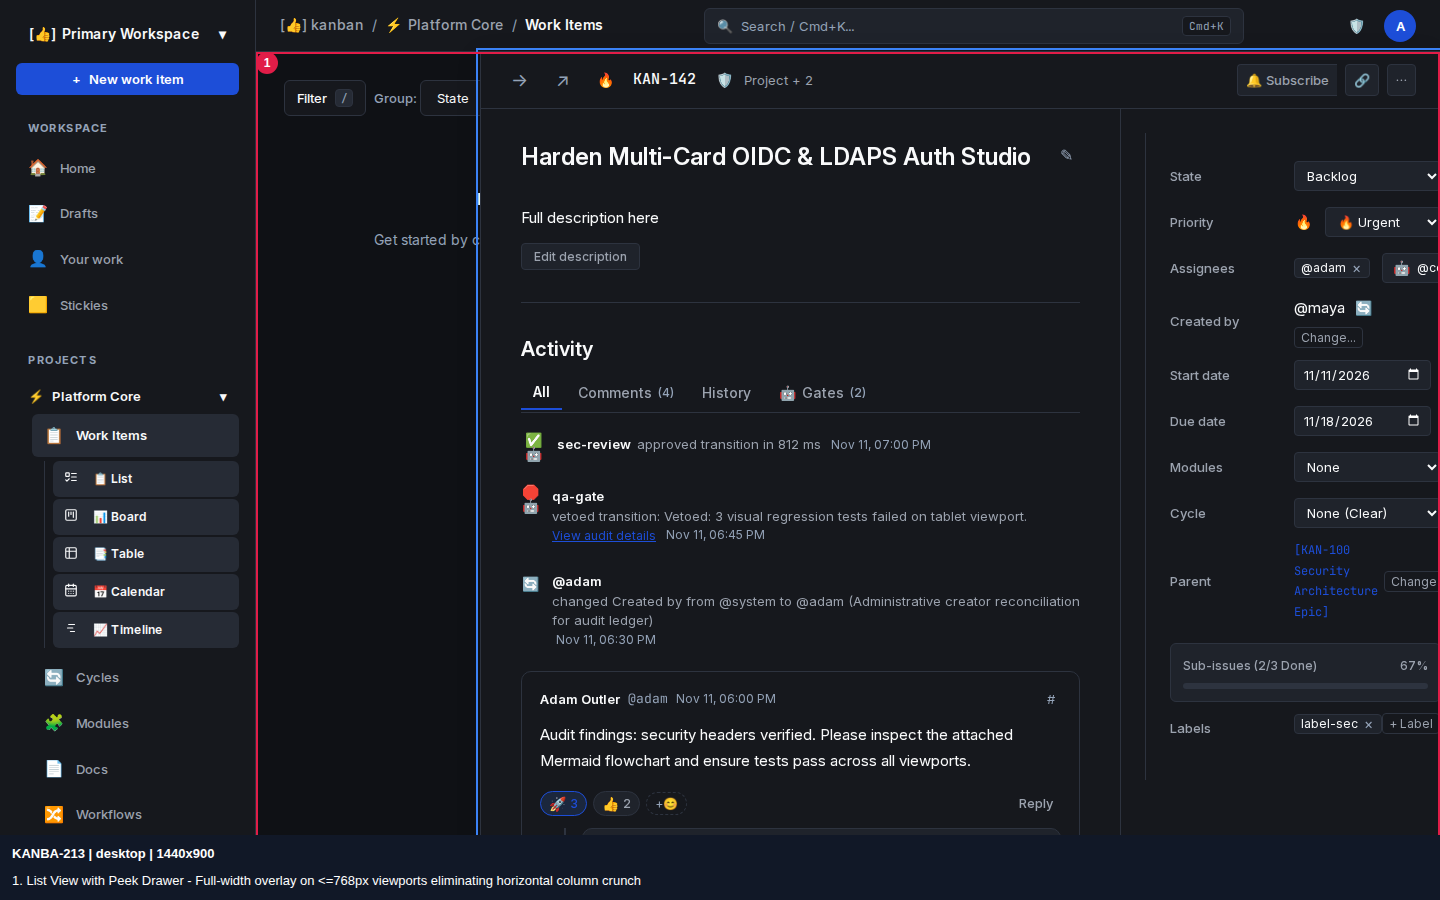 [👍] Primary Workspace ▼
+ New work item
WORKSPACE
🏠 Home
📝 Drafts
👤 Your work
🟨 Stickies
PROJECTS
⚡ Platform Core ▼
📋 Work Items
📋 List
📊 Board
📑 Table
📅 Calendar
📈 Timeline
🔄 Cycles
🧩 Modules
📄 Docs
🔀 Workflows
[👍] kanban / ⚡ Platform Core / Work Items
🔍 Search / Cmd+K...
Cmd+K
🛡️
A
1
Filter /
Group: State
Get started by
→ ↗ 🔥 KAN-142 🛡️ Project + 2
🔔 Subscribe 🔗 ...
Harden Multi-Card OIDC & LDAPS Auth Studio ✎
Full description here
Edit description
Activity
All Comments (4) History 🤖 Gates (2)
✅🤖 sec-review approved transition in 812 ms Nov 11, 07:00 PM
🛑🤖 qa-gate
vetoed transition: Vetoed: 3 visual regression tests failed on tablet viewport.
View audit details Nov 11, 06:45 PM
🔄 @adam
changed Created by from @system to @adam (Administrative creator reconciliation
for audit ledger)
Nov 11, 06:30 PM
Adam Outler @adam Nov 11, 06:00 PM #
Audit findings: security headers verified. Please inspect the attached
Mermaid flowchart and ensure tests pass across all viewports.
🚀 3 👍 2 +😊 Reply
State Backlog
Priority 🔥 🔥 Urgent
Assignees @adam × 🤖 @c
Created by @maya 🔄
Change...
Start date 11/11/2026
Due date 11/18/2026
Modules None
Cycle None (Clear)
Parent
[KAN-100
Security
Architecture
Epic]
Change
Sub-issues (2/3 Done) 67%
Labels label-sec × + Label
KANBA-213 | desktop | 1440x900
1. List View with Peek Drawer - Full-width overlay on <=768px viewports eliminating horizontal column crunch